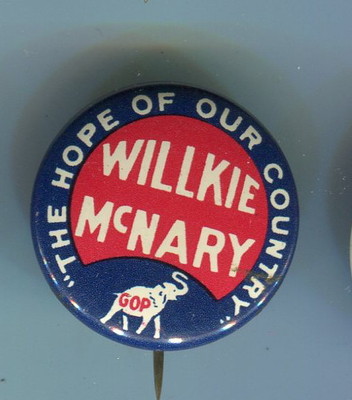 "THE HOPE OF OUR COUNTRY"
WILLKIE
McNARY
GOP